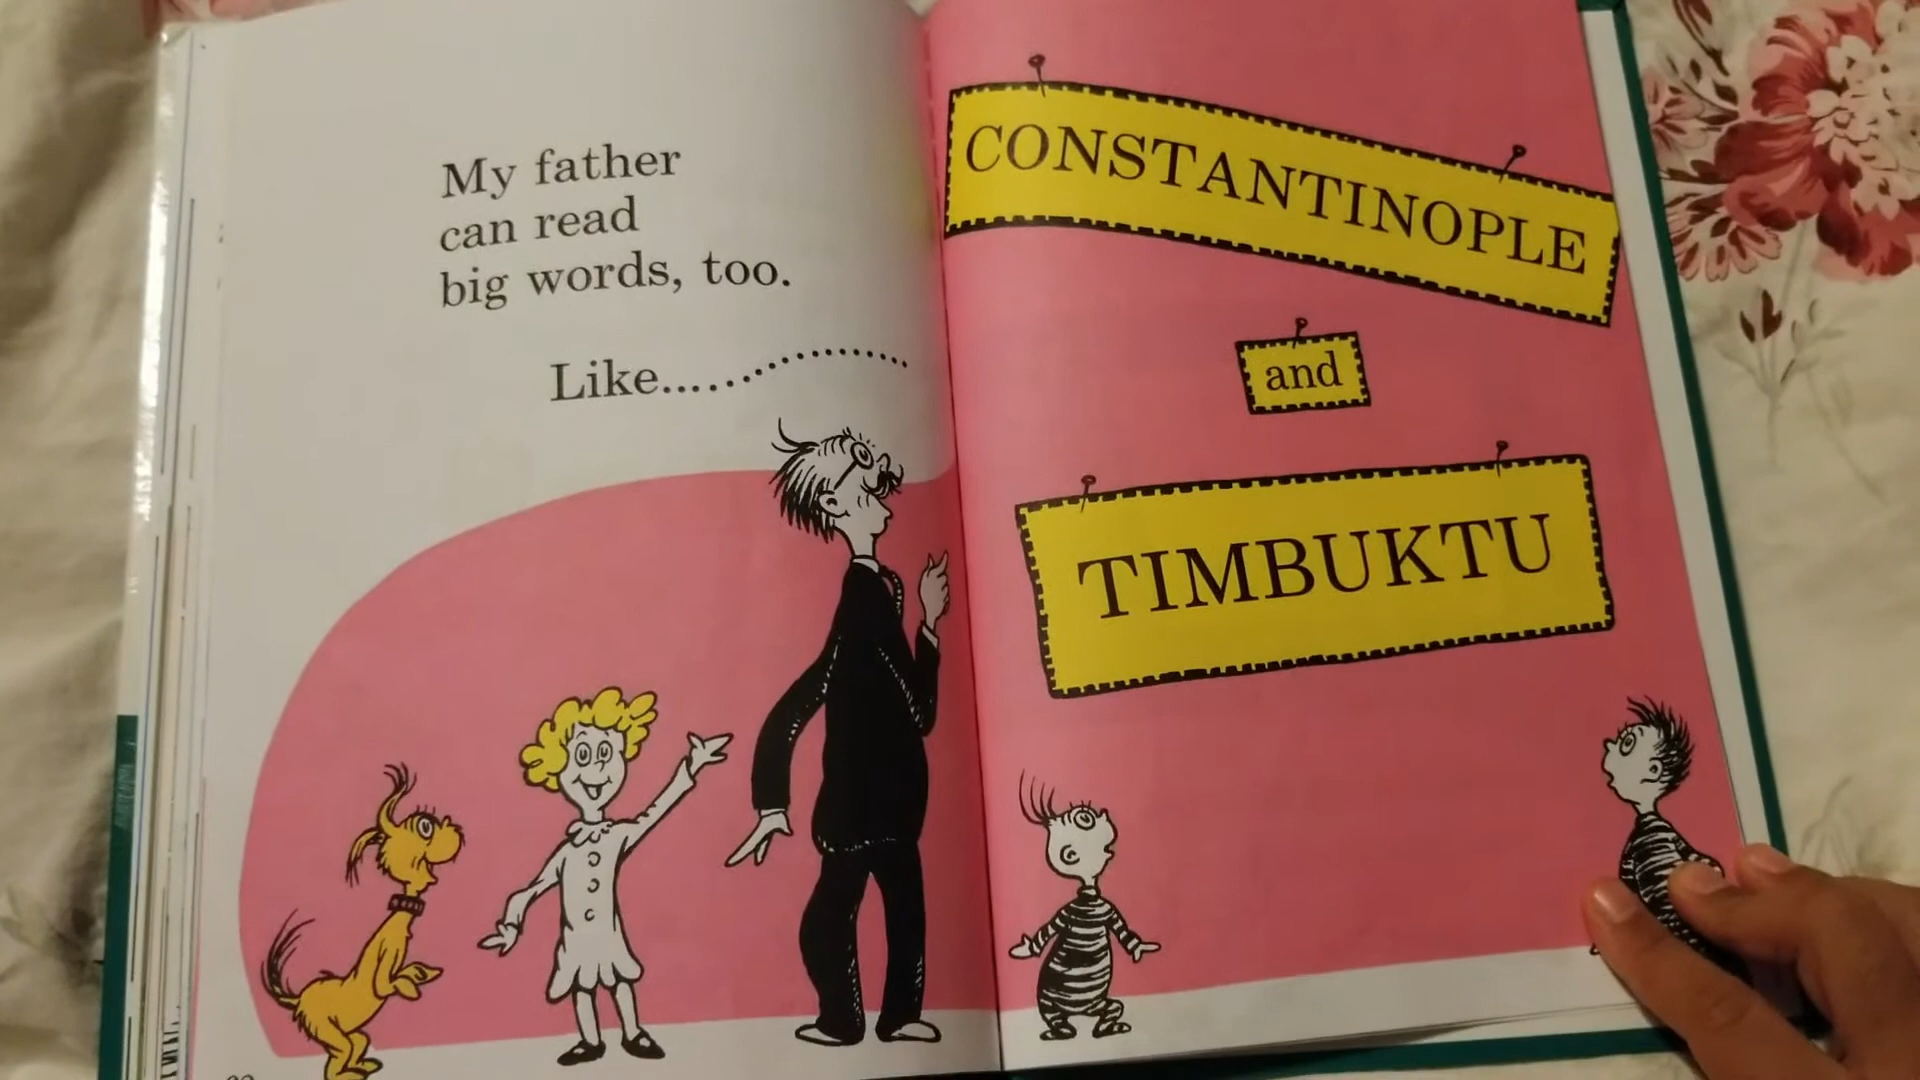 My father
can read
big words, too.
Like....................
CONSTANTINOPLE
and
TIMBUKTU